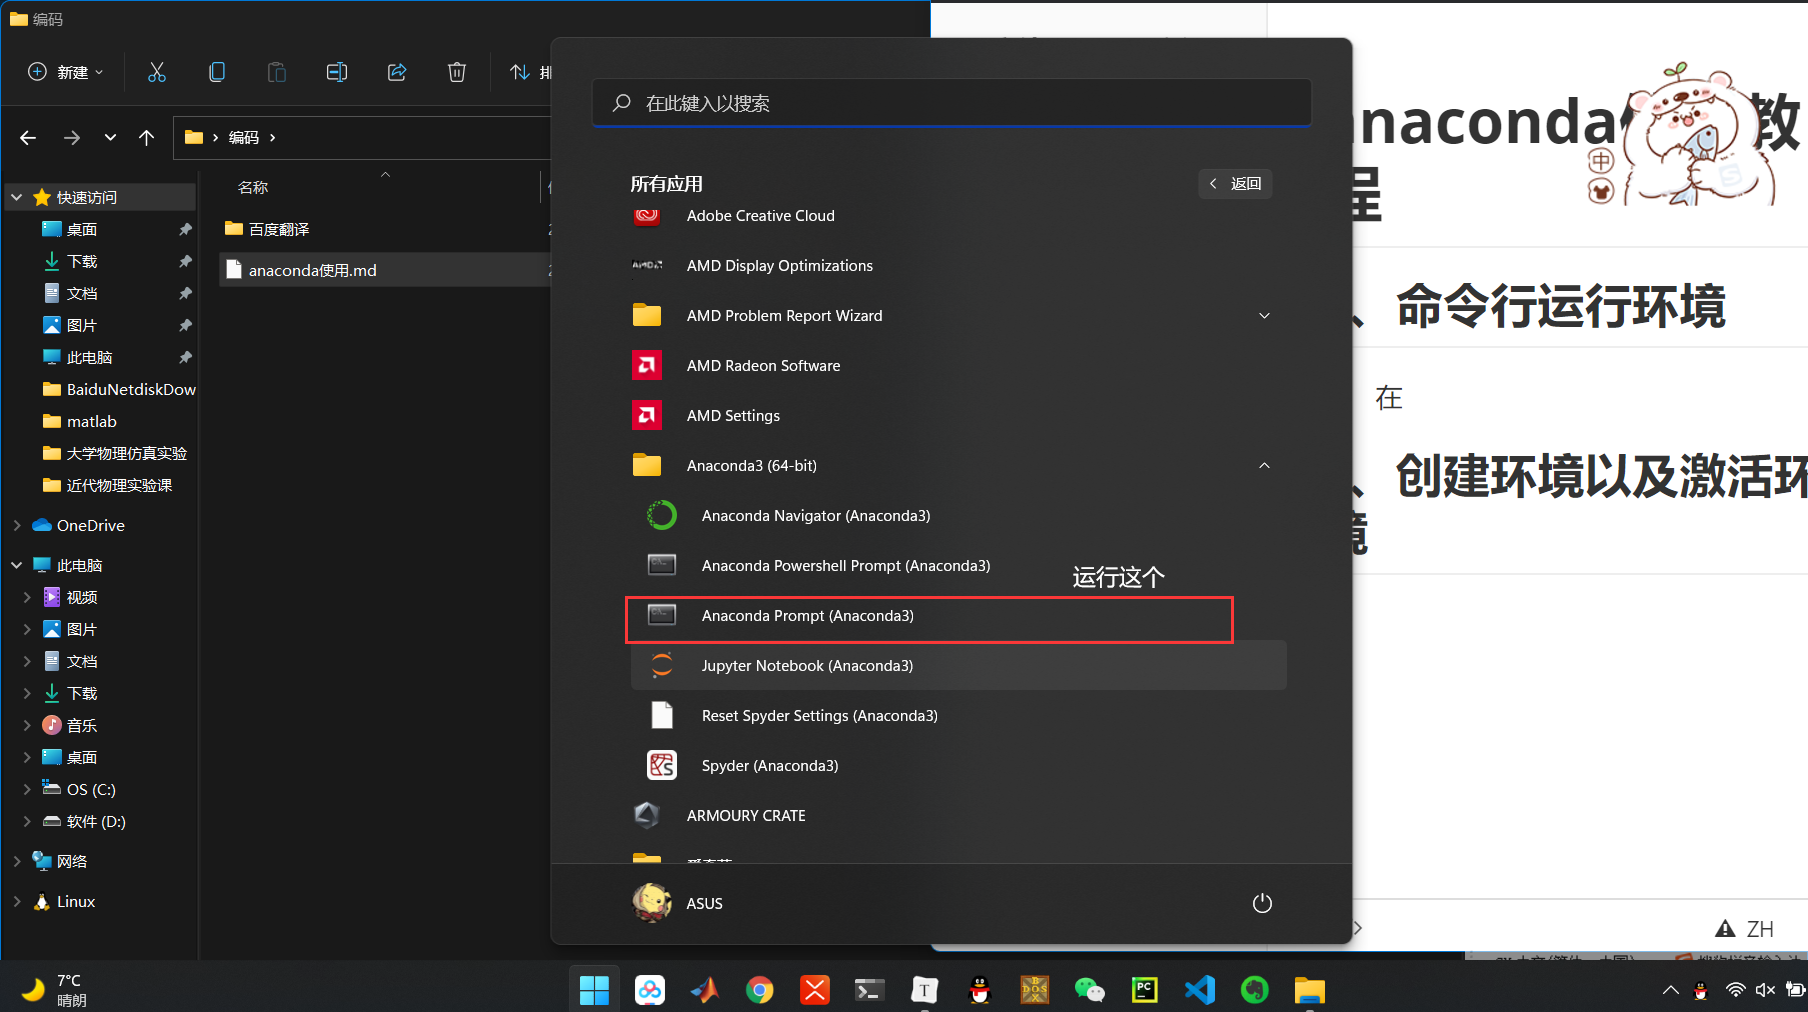 编码
新建
排
编码
快速访问
桌面
下载
文档
图片
此电脑
BaiduNetdiskDow
matlab
大学物理仿真实验
近代物理实验课
OneDrive
此电脑
视频
图片
文档
下载
音乐
桌面
OS (C:)
软件 (D:)
网络
Linux
名称
百度翻译
anaconda使用.md
在此键入以搜索
所有应用
返回
Adobe Creative Cloud
AMD Display Optimizations
AMD Problem Report Wizard
AMD Radeon Software
AMD Settings
Anaconda3 (64-bit)
Anaconda Navigator (Anaconda3)
Anaconda Powershell Prompt (Anaconda3)
运行这个
Anaconda Prompt (Anaconda3)
Jupyter Notebook (Anaconda3)
Reset Spyder Settings (Anaconda3)
Spyder (Anaconda3)
ARMOURY CRATE
ASUS
anaconda 教
程
中
、命令行运行环境
在
、创建环境以及激活环
境
ZH
7°C
晴朗